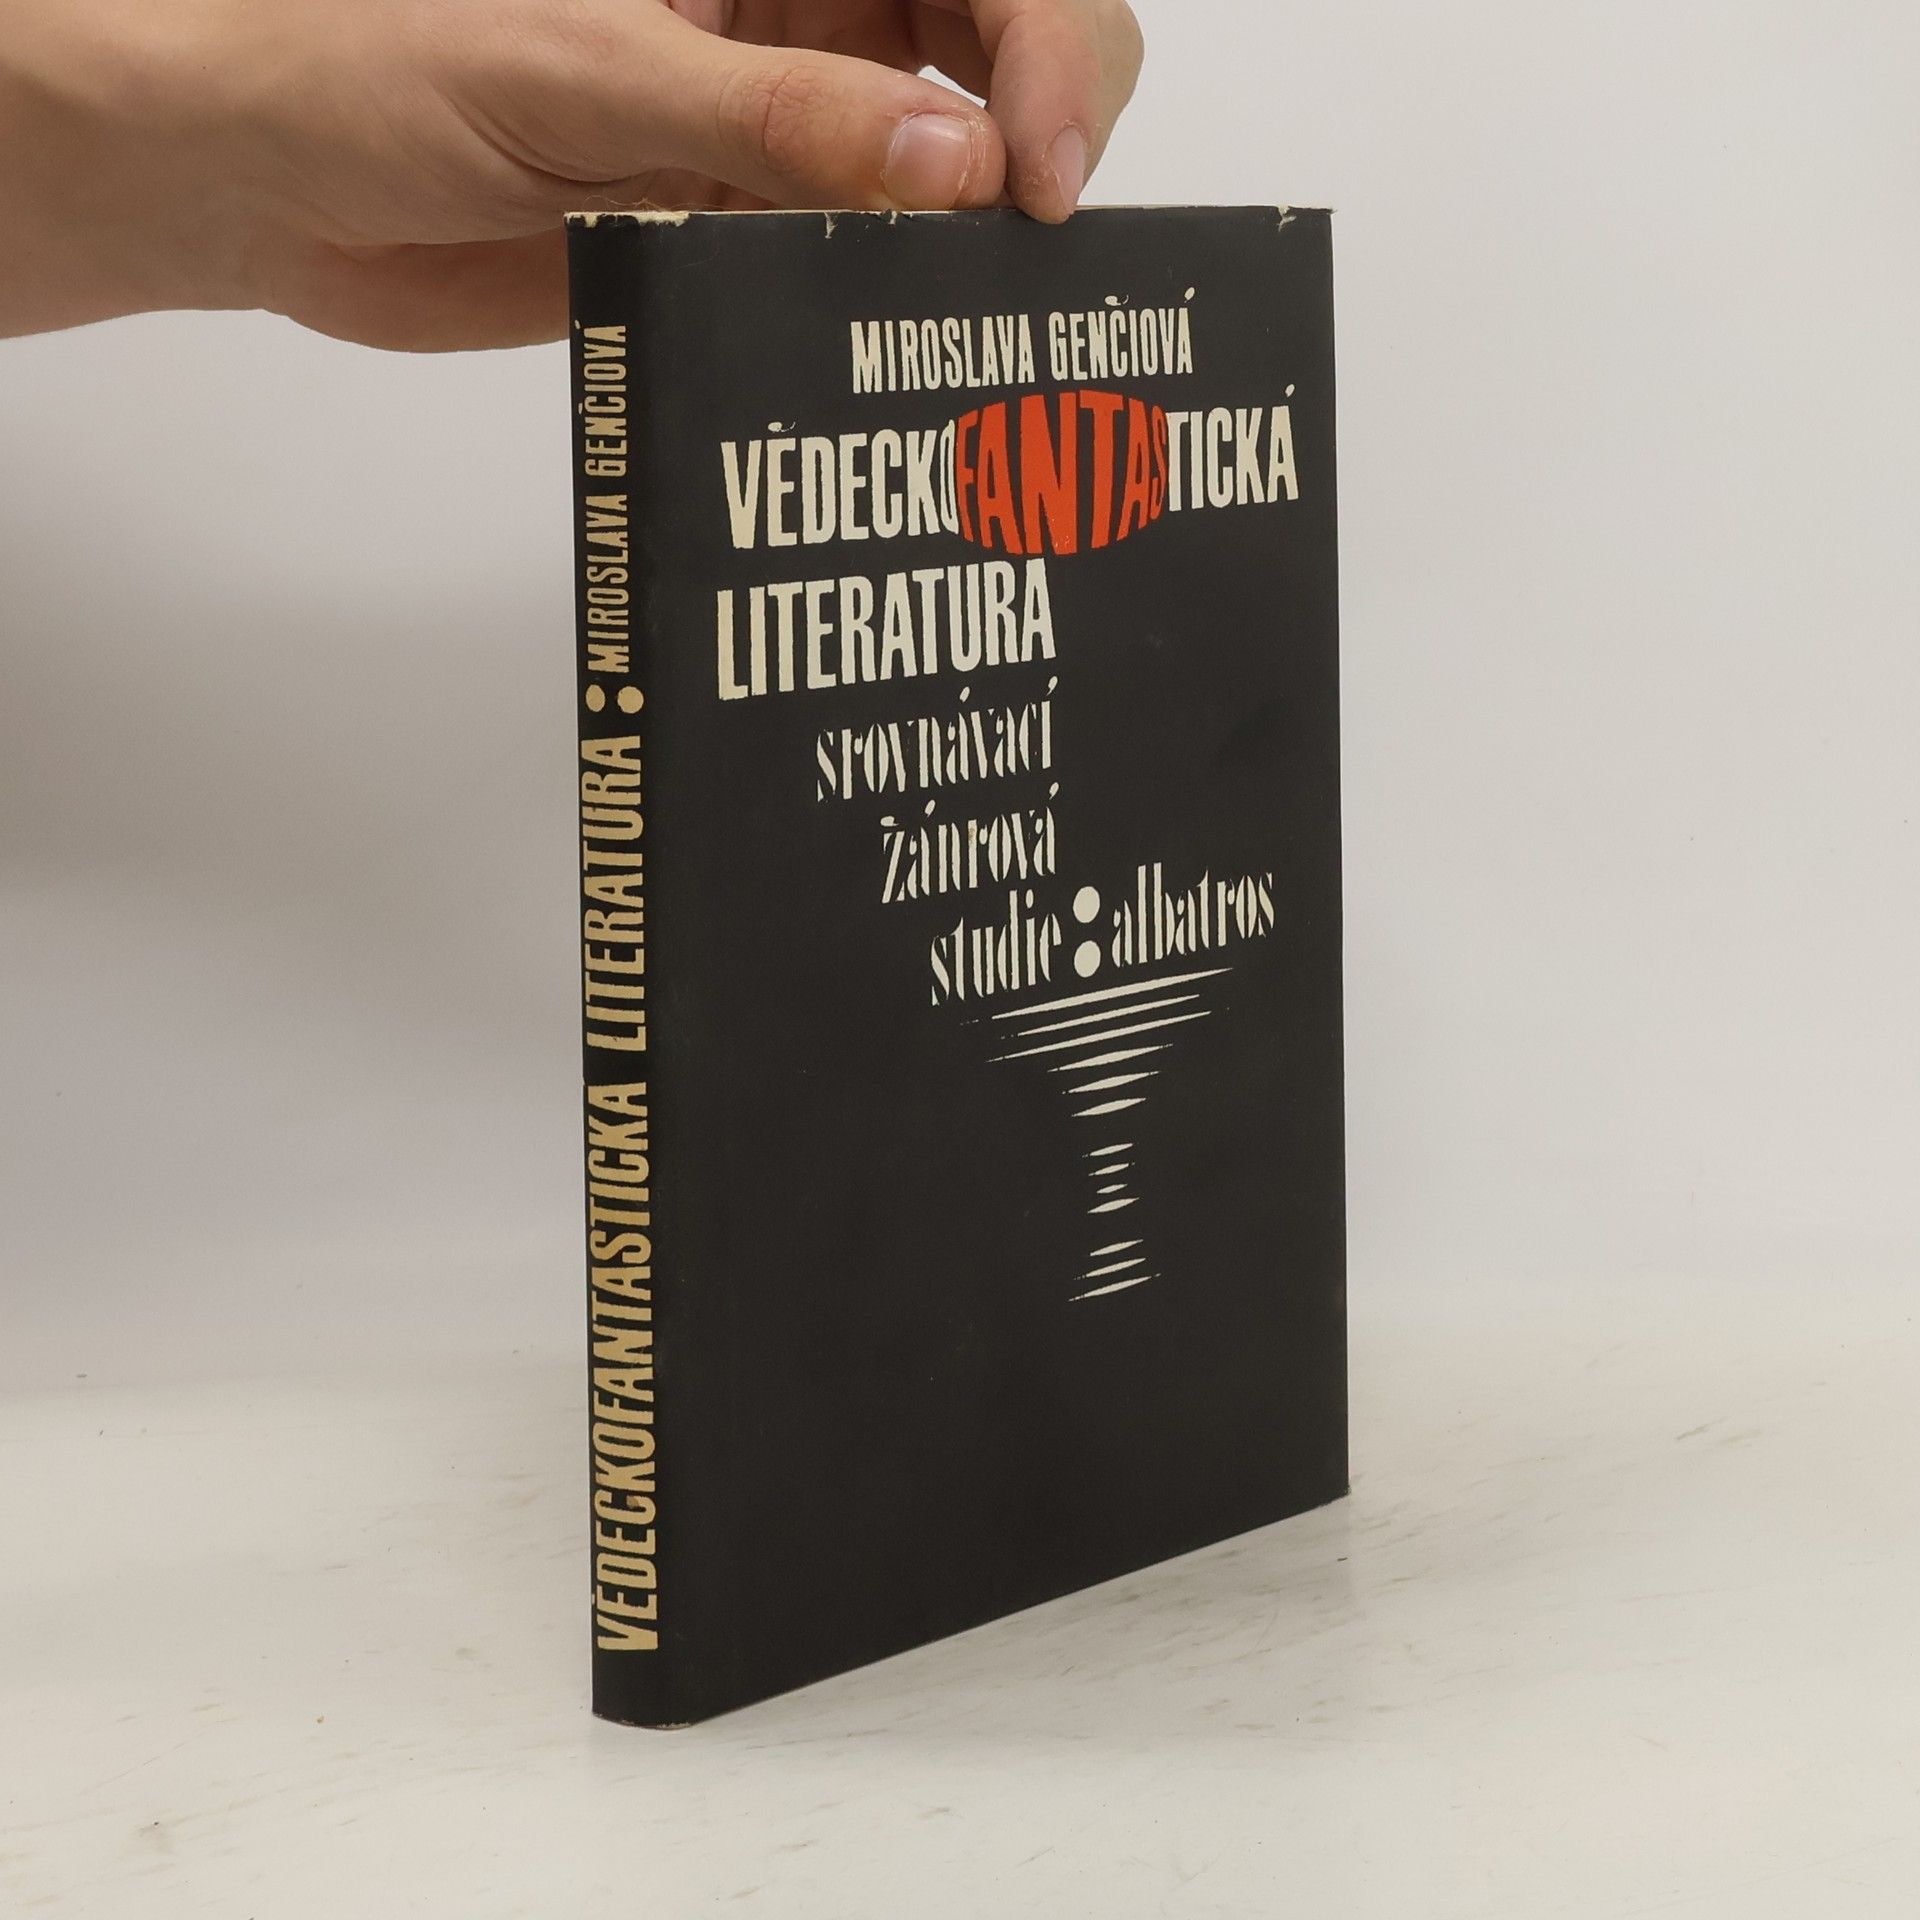 MIROSLAVA GENČIOVÁ
VĚDECKOFANTASTICKÁ
LITERATURA
srovnávací
žánrová
studie : albatros
VĚDECKOFANTASTICKÁ LITERATURA : MIROSLAVA GENČIOVÁ